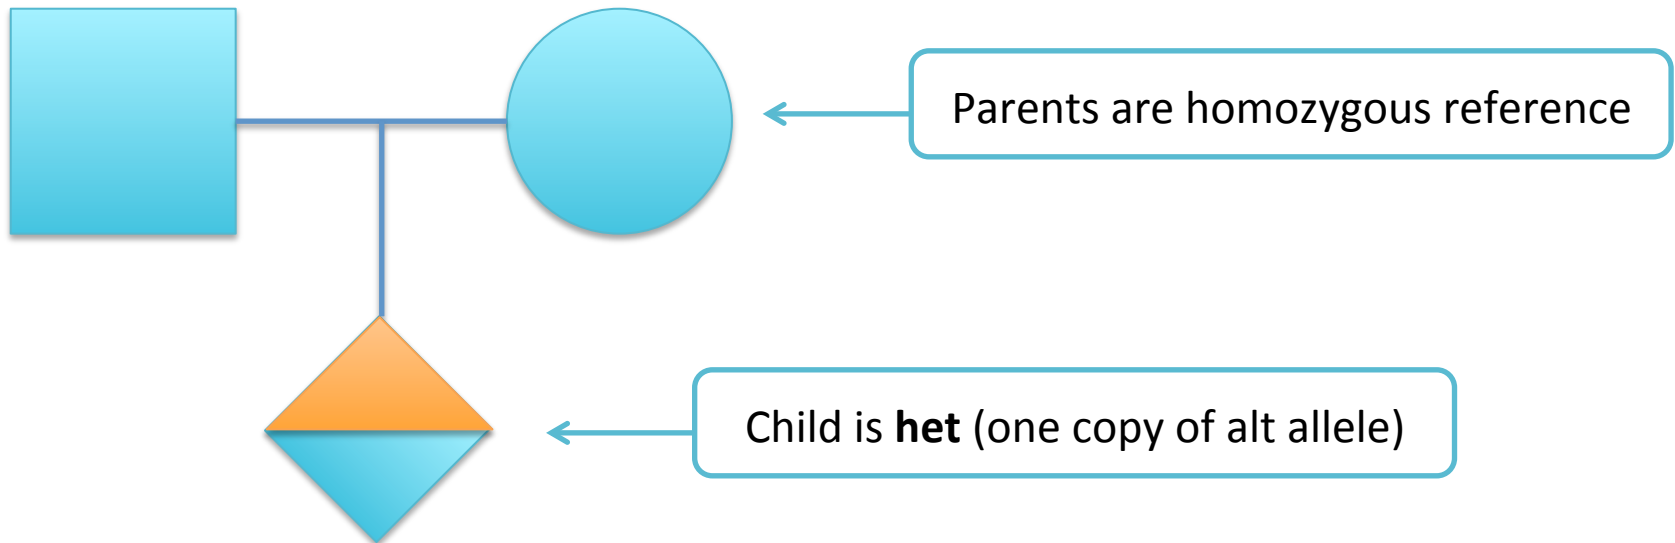 Parents are homozygous reference
Child is het (one copy of alt allele)